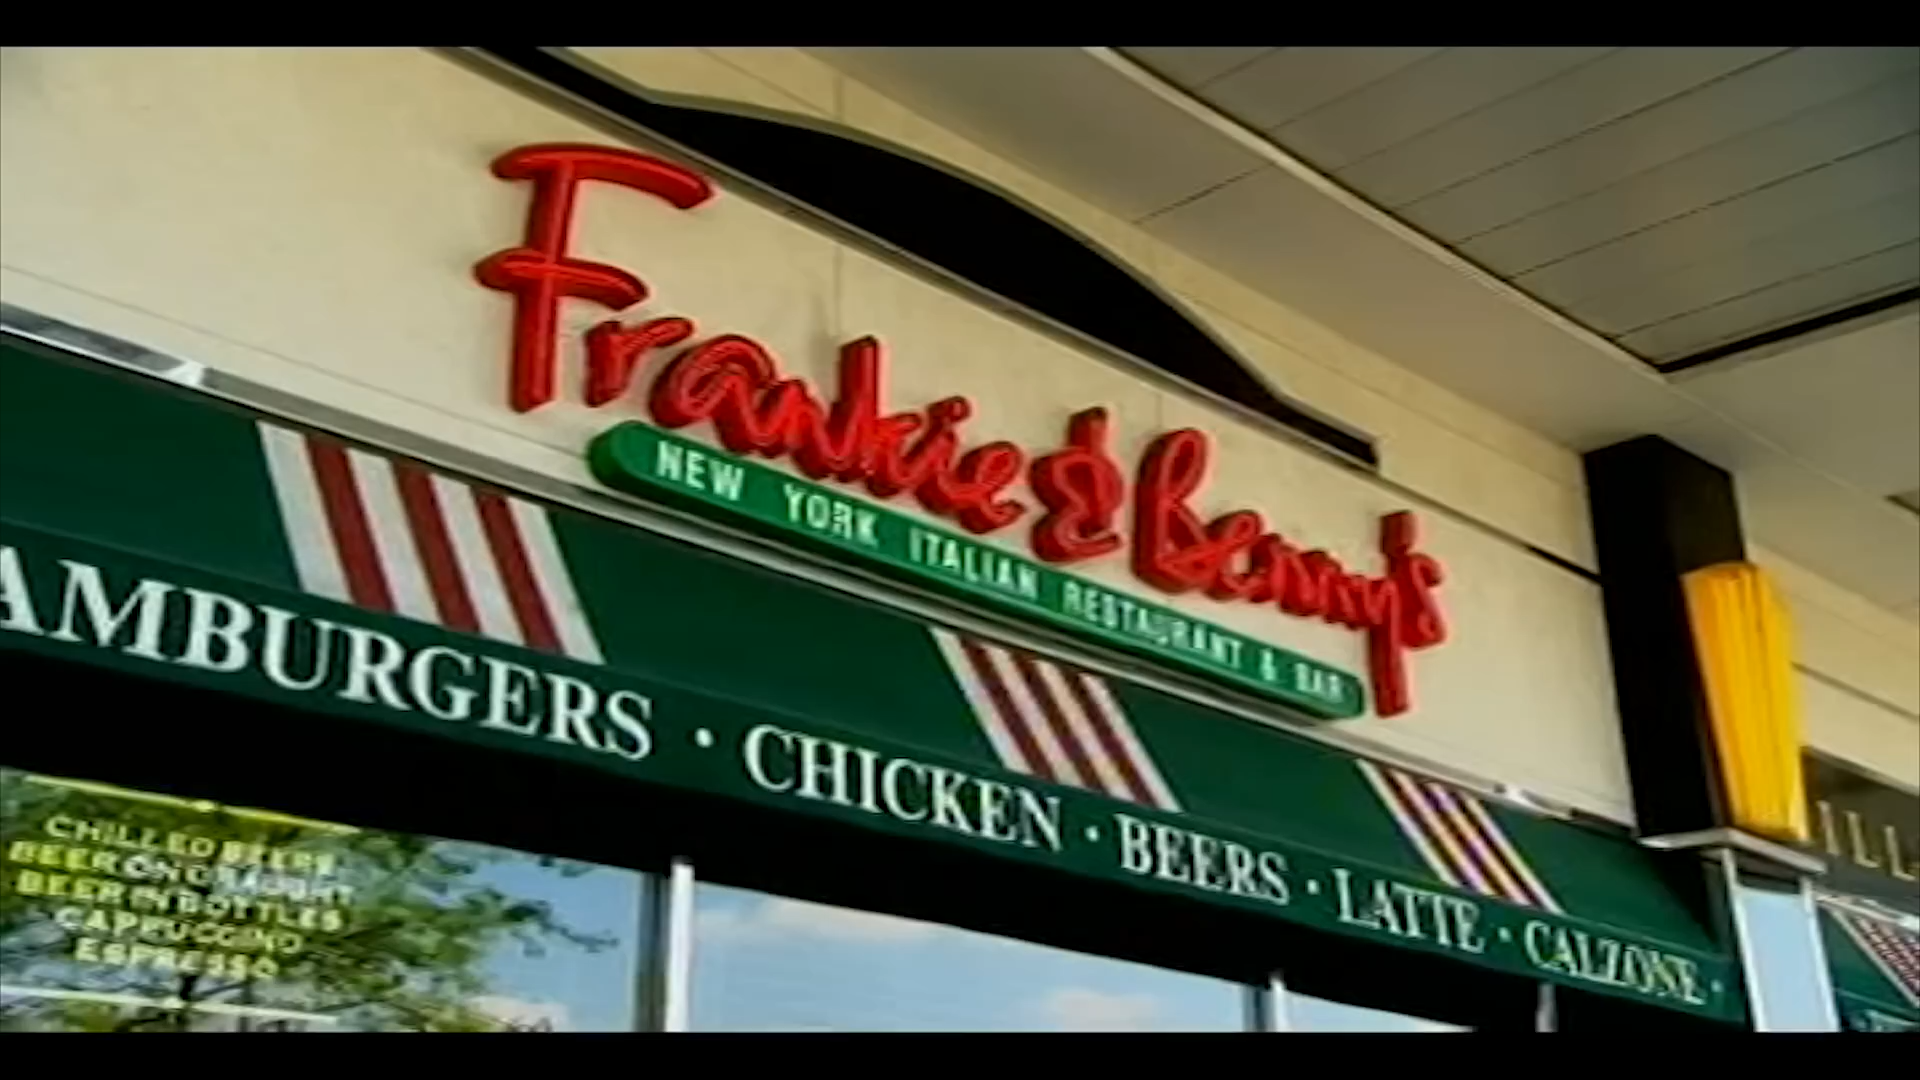 Frankie & Benny's
NEW YORK ITALIAN RESTAURANT & BAR
AMBURGERS · CHICKEN · BEERS · LATTE · CALZONE ·
CHILLED BEERS
BEER ON DRAUGHT
BEER IN BOTTLES
CAPPUCCINO
ESPRESSO